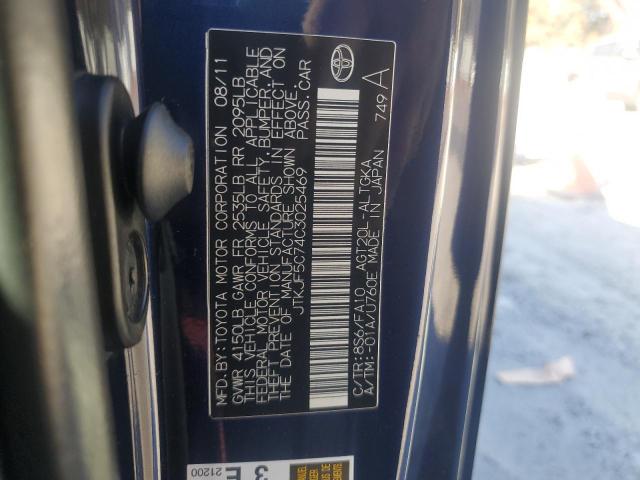 MFD.BY:TOYOTA MOTOR CORPORATION 08/11
GVWR 4150LB GAWR FR 2535LB RR 2095LB
THIS VEHICLE CONFORMS TO ALL APPLICABLE
FEDERAL MOTOR VEHICLE SAFETY, BUMPER, AND
THEFT PREVENTION STANDARDS IN EFFECT ON
THE DATE OF MANUFACTURE SHOWN ABOVE.
JTKJF5C74C3025469 PASS.CAR
C/TR:8S6/FA10 AGT20L-ALTGKA
A/TM:-01A/U760E MADE IN JAPAN
749 A
21200